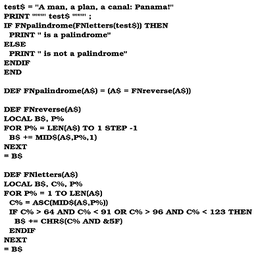 test$ = "A man, a plan, a canal: Panama!"
PRINT """" test$ """" ;
IF FNpalindrome(FNletters(test$)) THEN
PRINT " is a palindrome"
ELSE
PRINT " is not a palindrome"
ENDIF
END

DEF FNpalindrome(A$) = (A$ = FNreverse(A$))

DEF FNreverse(A$)
LOCAL B$, P%
FOR P% = LEN(A$) TO 1 STEP -1
B$ += MID$(A$,P%,1)
NEXT
= B$

DEF FNletters(A$)
LOCAL B$, C%, P%
FOR P% = 1 TO LEN(A$)
C% = ASC(MID$(A$,P%))
IF C% > 64 AND C% < 91 OR C% > 96 AND C% < 123 THEN
B$ += CHR$(C% AND &5F)
ENDIF
NEXT
= B$